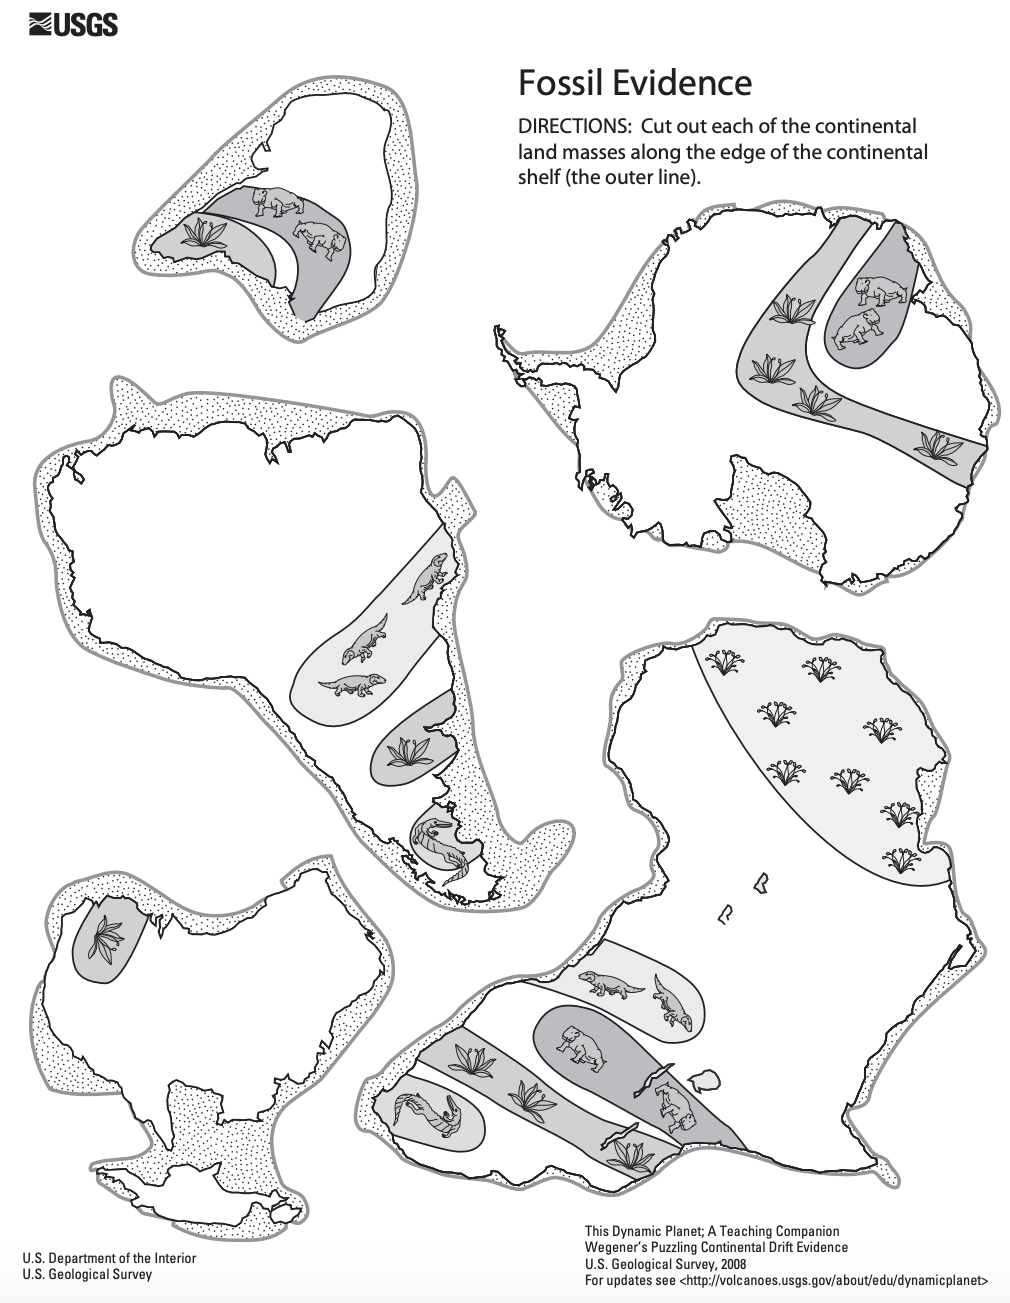 USGS
Fossil Evidence
DIRECTIONS: Cut out each of the continental
land masses along the edge of the continental
shelf (the outer line).
U.S. Department of the Interior
U.S. Geological Survey
This Dynamic Planet; A Teaching Companion
Wegener's Puzzling Continental Drift Evidence
U.S. Geological Survey, 2008
For updates see <http://volcanoes.usgs.gov/about/edu/dynamicplanet>